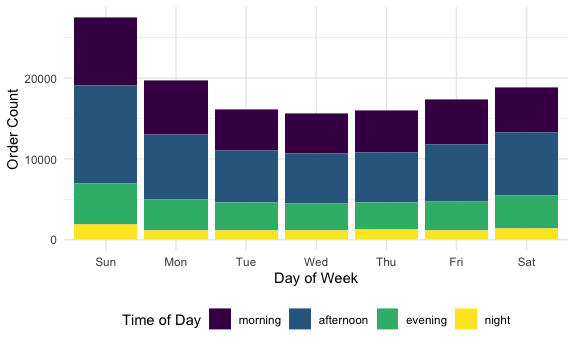 Order Count
20000
10000
0
Sun Mon Tue Wed Thu Fri Sat
Day of Week
Time of Day morning afternoon evening night